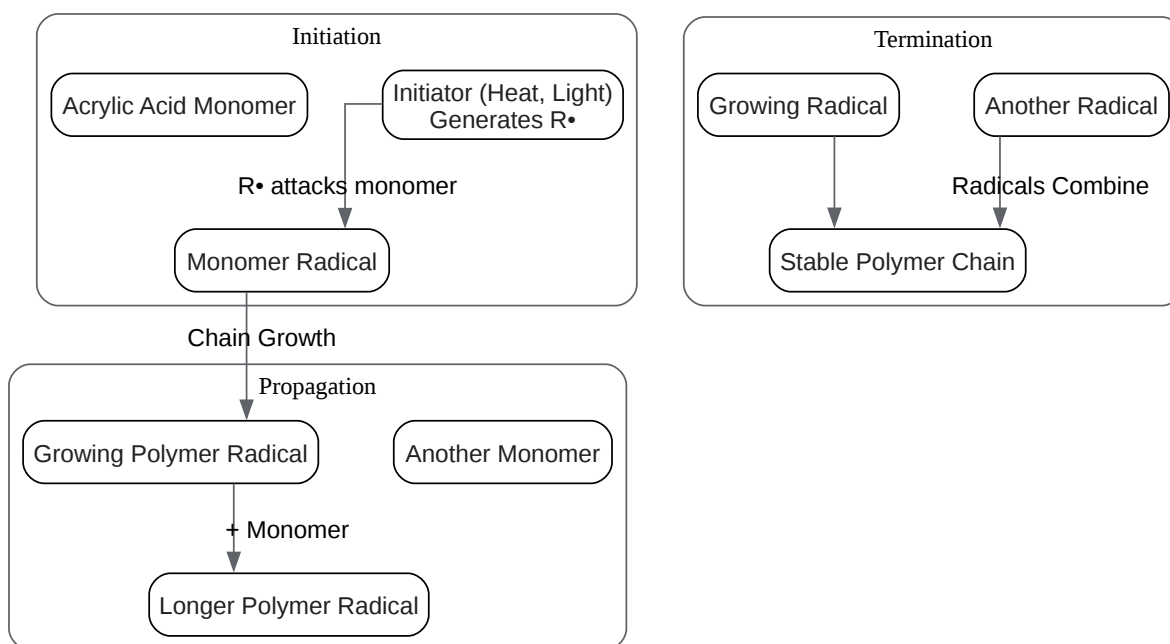 Initiation
Acrylic Acid Monomer
Initiator (Heat, Light)
Generates R•
R• attacks monomer
Monomer Radical
Chain Growth
Propagation
Growing Polymer Radical
Another Monomer
+ Monomer
Longer Polymer Radical
Termination
Growing Radical
Another Radical
Radicals Combine
Stable Polymer Chain